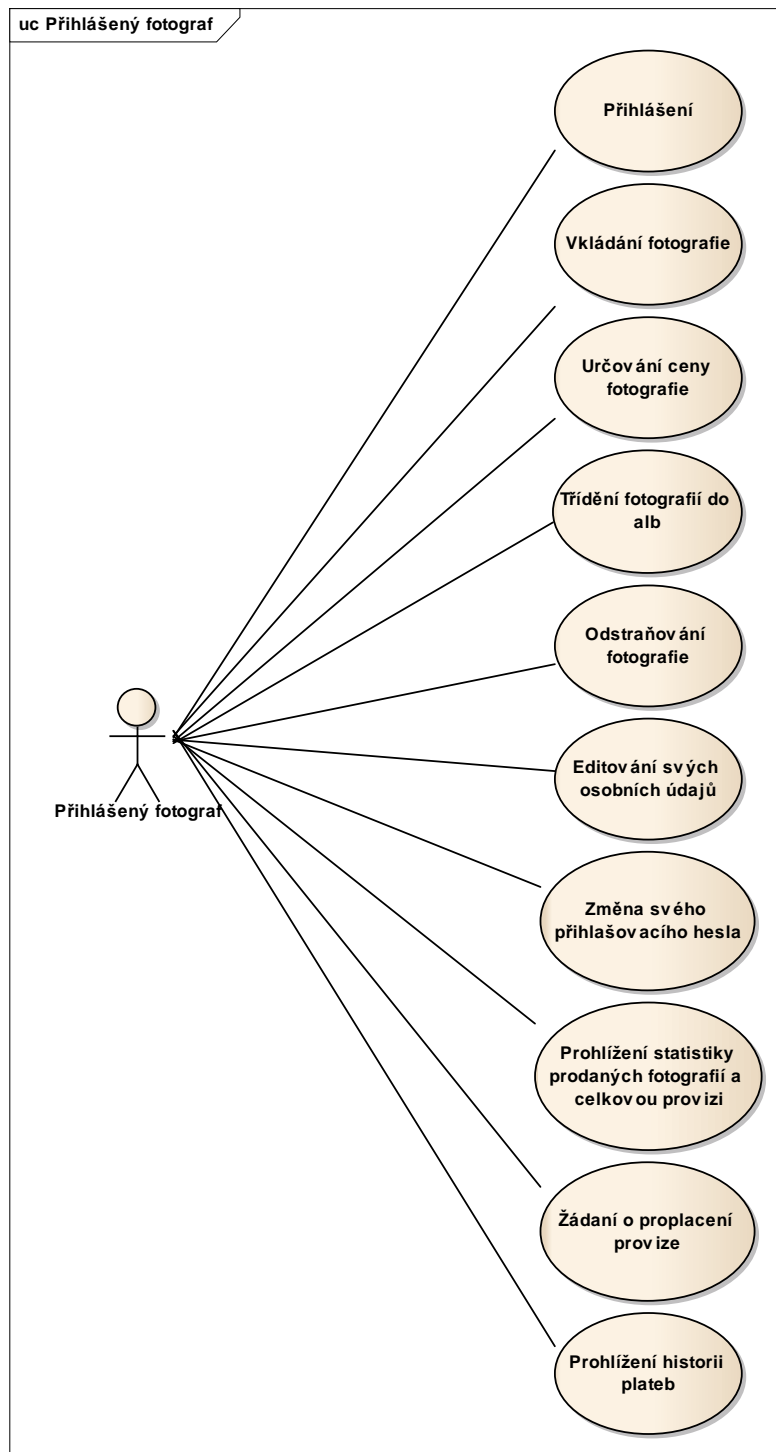 uc Přihlášený fotograf
Přihlášení
Vkládání fotografie
Určování ceny
fotografie
Třídění fotografií do
alb
Odstraňování
fotografie
Editování svých
osobních údajů
Přihlášený fotograf
Změna svého
přihlašovacího hesla
Prohlížení statistiky
prodaných fotografií a
celkovou provizi
Žádaní o proplacení
provize
Prohlížení historii
plateb